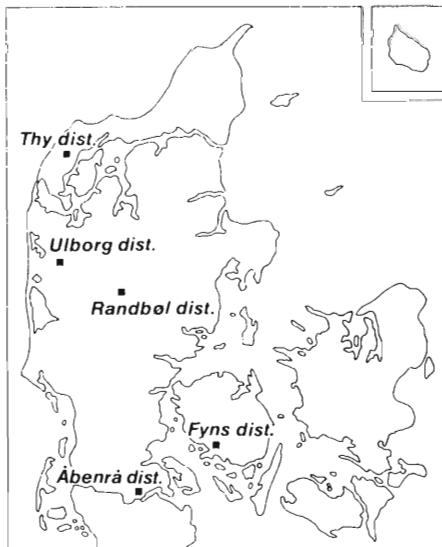 Thy dist.
Ulborg dist.
Randbøl dist.
Fyns dist.
Åbenrå dist.